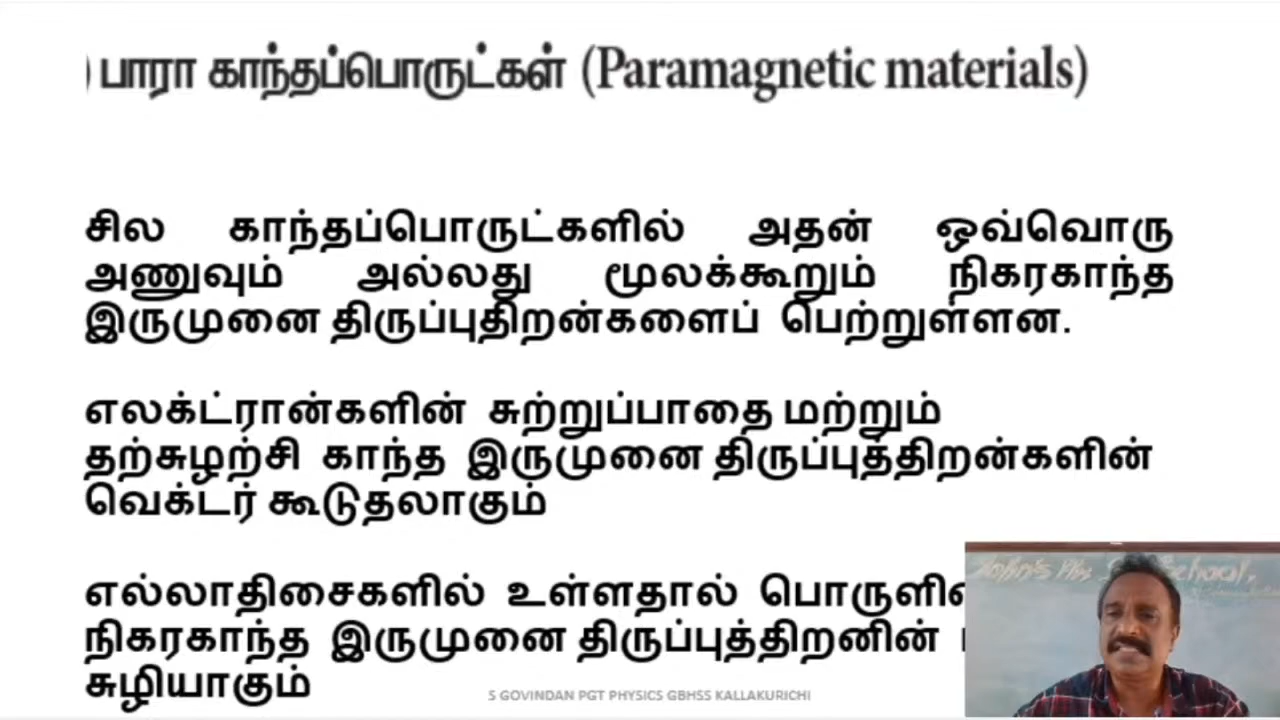 ) பாரா காந்தப்பொருட்கள் (Paramagnetic materials)
சில காந்தப்பொருட்களில் அதன் ஒவ்வொரு
அணுவும் அல்லது மூலக்கூறும் நிகரகாந்த
இருமுனை திருப்புதிறன்களைப் பெற்றுள்ளன.
எலக்ட்ரான்களின் சுற்றுப்பாதை மற்றும்
தற்சுழற்சி காந்த இருமுனை திருப்புத்திறன்களின்
வெக்டர் கூடுதலாகும்
எல்லாதிசைகளில் உள்ளதால்
நிகரகாந்த இருமுனை திருப்புத்திறனின்
சுழியாகும்
S GOVINDAN PGT PHYSICS GBHSS KALLAKURICHI